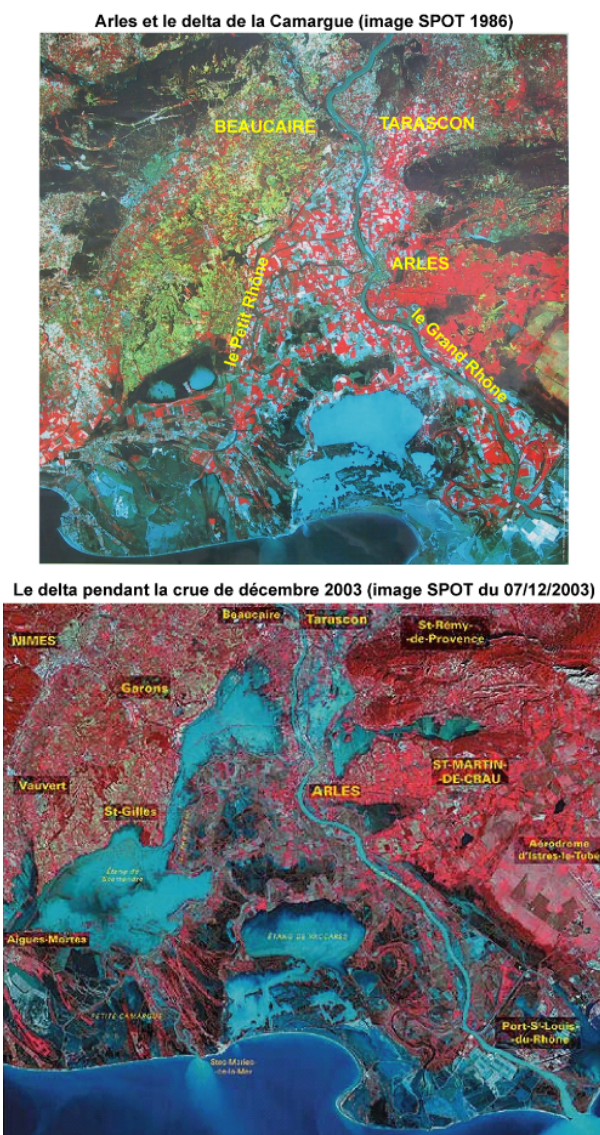 Arles et le delta de la Camargue (image SPOT 1986)
BEAUCAIRE
TARASCON
ARLES
le Petit Rhône
le Grand Rhône
Le delta pendant la crue de décembre 2003 (image SPOT du 07/12/2003)
Beaucaire
Tarascon
St-Rémy-
-de-Provence
NIMES
Garons
ST-MARTIN-
-DE-CRAU
Vauvert
ARLES
St-Gilles
Aérodrome
d'Istres-le-Tubé
Étang de
Scamandre
Aigues-Mortes
ÉTANG DE VACCARÈS
PETITE CAMARGUE
Port-St-Louis-
-du-Rhône
Stes-Maries
-de-la-Mer